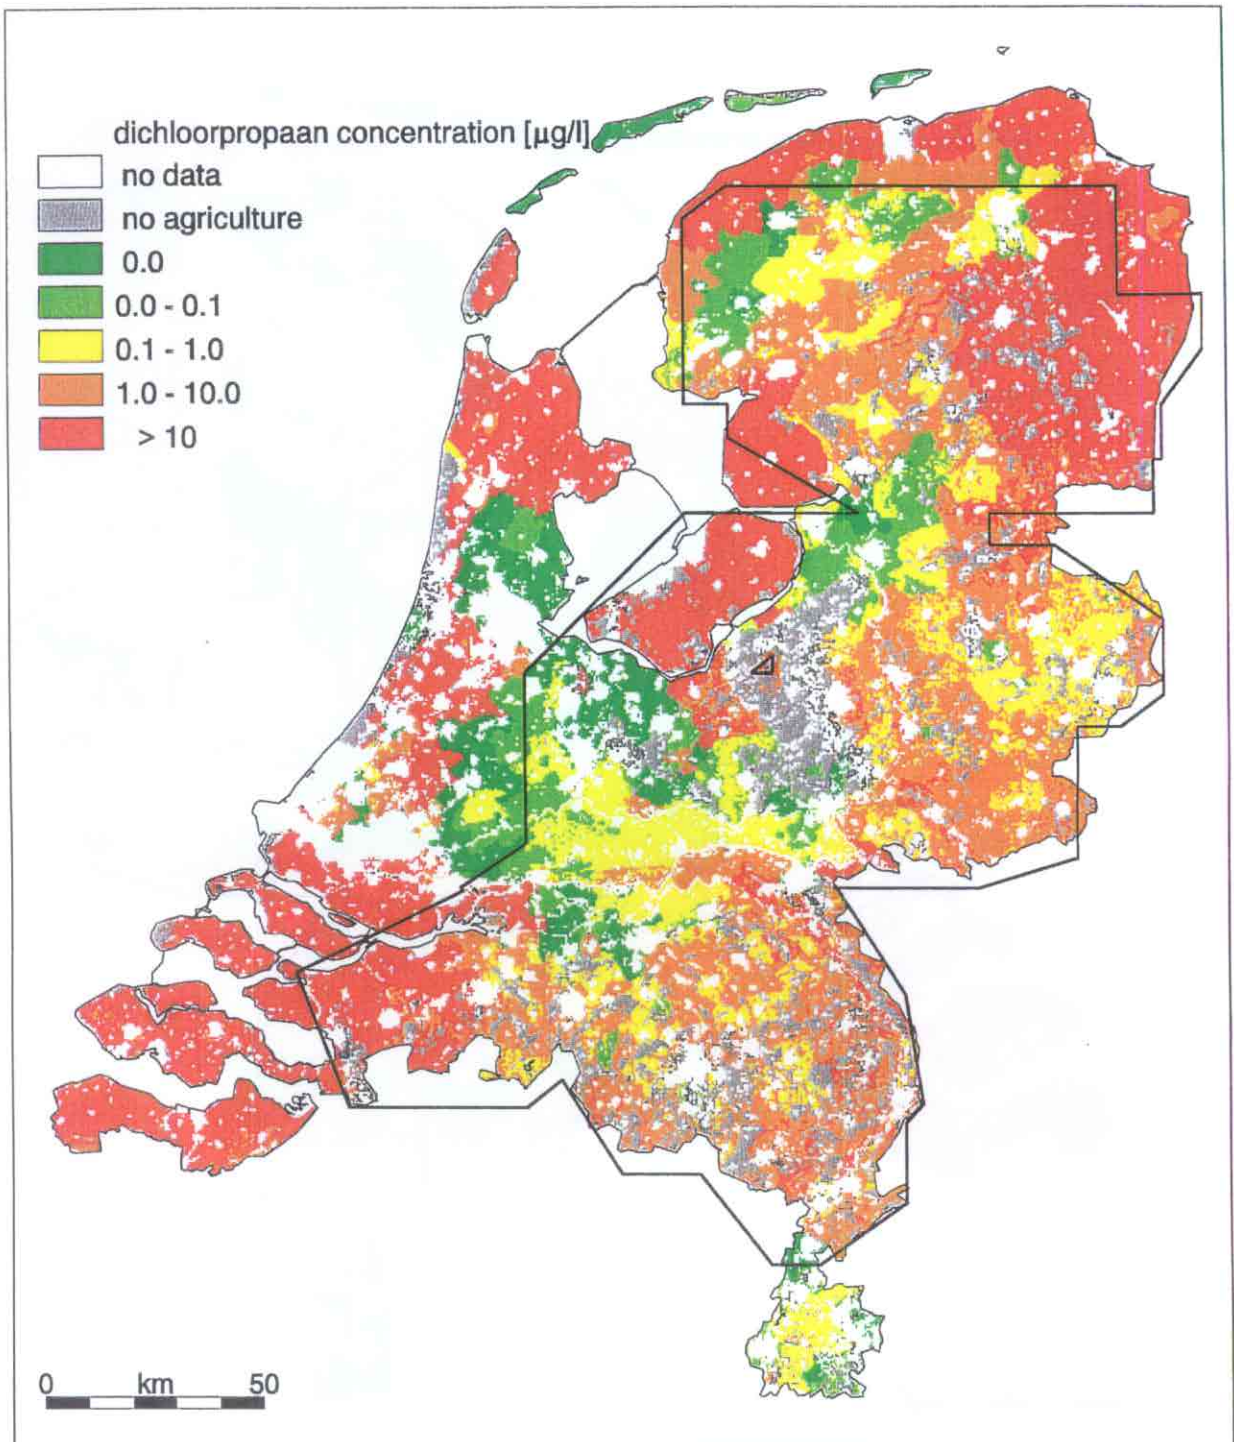 dichloorpropaan concentration [µg/l]
no data
no agriculture
0.0
0.0 - 0.1
0.1 - 1.0
1.0 - 10.0
> 10
0 km 50